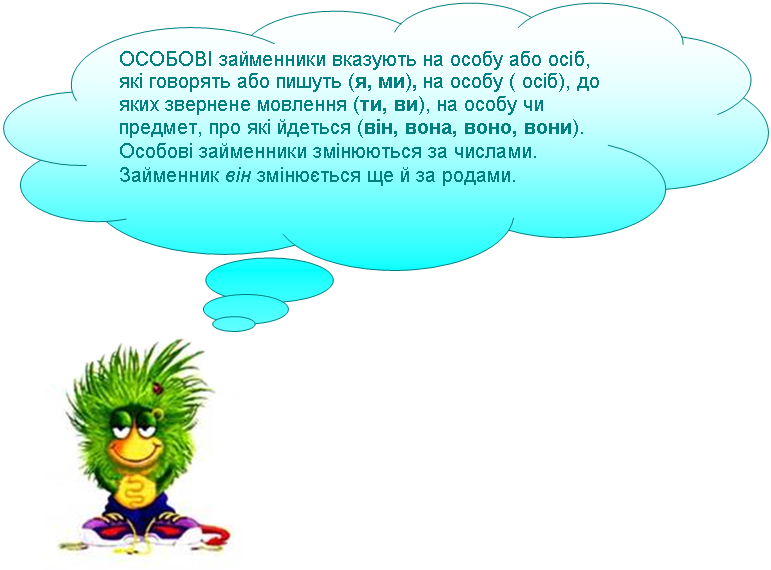 ОСОБОВІ займенники вказують на особу або осіб,
які говорять або пишуть (я, ми), на особу ( осіб), до
яких звернене мовлення (ти, ви), на особу чи
предмет, про які йдеться (він, вона, воно, вони).
Особові займенники змінюються за числами.
Займенник він змінюється ще й за родами.